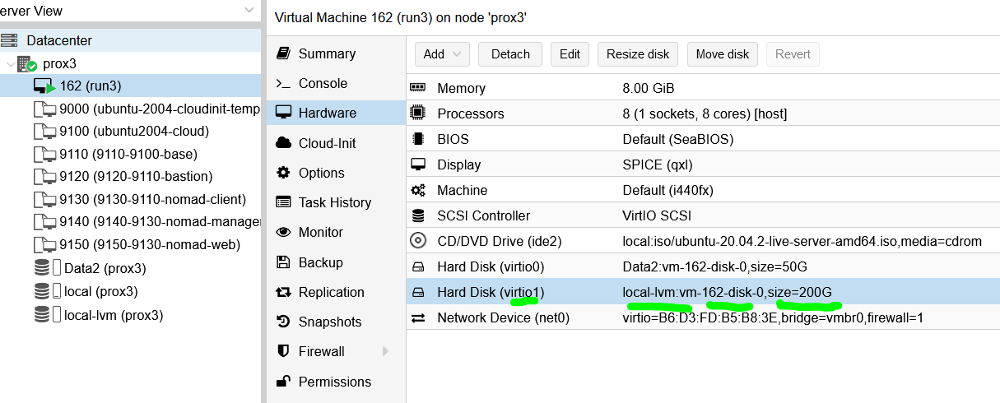 erver View
Datacenter
prox3
162 (run3)
9000 (ubuntu-2004-cloudinit-temp
9100 (ubuntu2004-cloud)
9110 (9110-9100-base)
9120 (9120-9110-bastion)
9130 (9130-9110-nomad-client)
9140 (9140-9130-nomad-manage
9150 (9150-9130-nomad-web)
Data2 (prox3)
local (prox3)
local-lvm (prox3)
Virtual Machine 162 (run3) on node 'prox3'
Summary
Console
Hardware
Cloud-Init
Options
Task History
Monitor
Backup
Replication
Snapshots
Firewall
Permissions
Add Detach Edit Resize disk Move disk Revert
Memory 8.00 GiB
Processors 8 (1 sockets, 8 cores) [host]
BIOS Default (SeaBIOS)
Display SPICE (qxl)
Machine Default (i440fx)
SCSI Controller VirtIO SCSI
CD/DVD Drive (ide2) local:iso/ubuntu-20.04.2-live-server-amd64.iso,media=cdrom
Hard Disk (virtio0) Data2:vm-162-disk-0,size=50G
Hard Disk (virtio1) local-lvm:vm-162-disk-0,size=200G
Network Device (net0) virtio=B6:D3:FD:B5:B8:3E,bridge=vmbr0,firewall=1